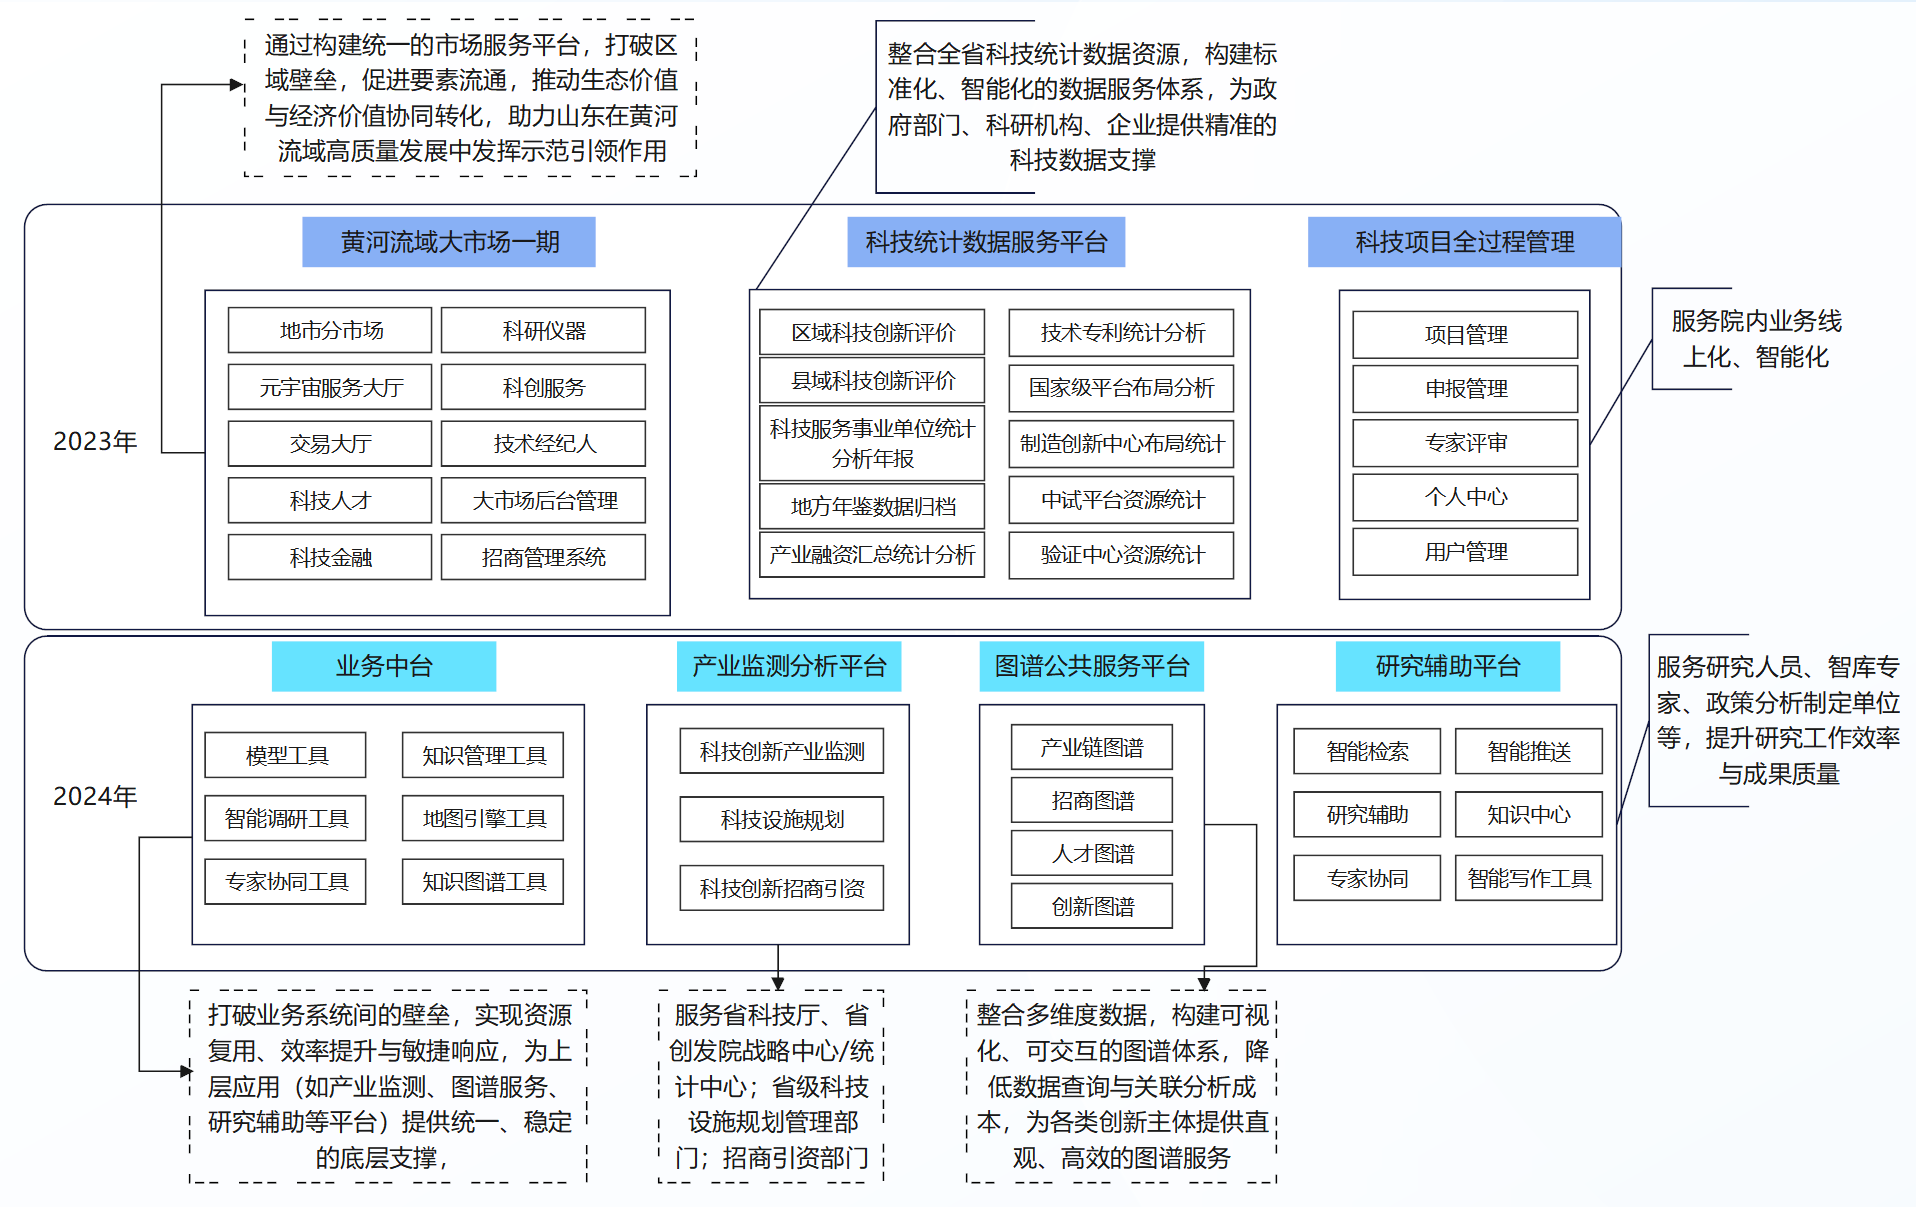 通过构建统一的市场服务平台，打破区
域壁垒，促进要素流通，推动生态价值
与经济价值协同转化，助力山东在黄河
流域高质量发展中发挥示范引领作用
整合全省科技统计数据资源，构建标
准化、智能化的数据服务体系，为政
府部门、科研机构、企业提供精准的
科技数据支撑
2023年
黄河流域大市场一期
地市分市场
科研仪器
元宇宙服务大厅
科创服务
交易大厅
技术经纪人
科技人才
大市场后台管理
科技金融
招商管理系统
科技统计数据服务平台
区域科技创新评价
县域科技创新评价
科技服务事业单位统计
分析年报
地方年鉴数据归档
产业融资汇总统计分析
技术专利统计分析
国家级平台布局分析
制造创新中心布局统计
中试平台资源统计
验证中心资源统计
科技项目全过程管理
项目管理
申报管理
专家评审
个人中心
用户管理
服务院内业务线
上化、智能化
2024年
业务中台
模型工具
知识管理工具
智能调研工具
地图引擎工具
专家协同工具
知识图谱工具
产业监测分析平台
科技创新产业监测
科技设施规划
科技创新招商引资
图谱公共服务平台
产业链图谱
招商图谱
人才图谱
创新图谱
研究辅助平台
智能检索
智能推送
研究辅助
知识中心
专家协同
智能写作工具
服务研究人员、智库专
家、政策分析制定单位
等，提升研究工作效率
与成果质量
打破业务系统间的壁垒，实现资源
复用、效率提升与敏捷响应，为上
层应用（如产业监测、图谱服务、
研究辅助等平台）提供统一、稳定
的底层支撑，
服务省科技厅、省
创发院战略中心/统
计中心；省级科技
设施规划管理部
门；招商引资部门
整合多维度数据，构建可视
化、可交互的图谱体系，降
低数据查询与关联分析成
本，为各类创新主体提供直
观、高效的图谱服务